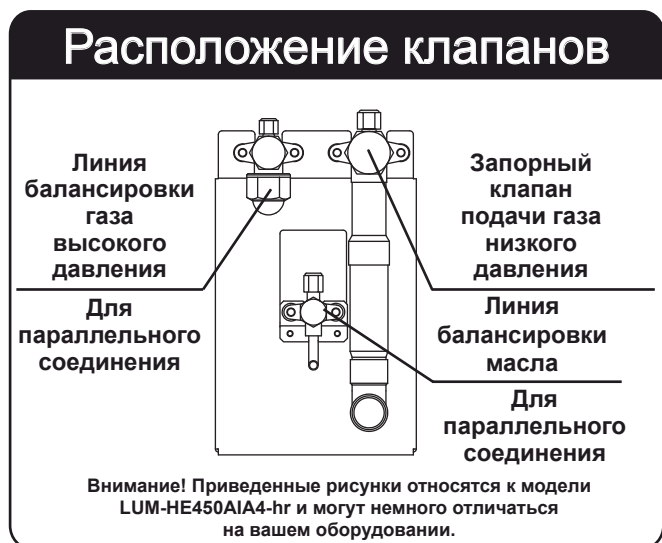 Расположение клапанов
Линия
балансировки
газа
высокого
давления
Для
параллельного
соединения
Запорный
клапан
подачи газа
низкого
давления
Линия
балансировки
масла
Для
параллельного
соединения
Внимание! Приведенные рисунки относятся к модели
LUM-HE450AIA4-hr и могут немного отличаться
на вашем оборудовании.